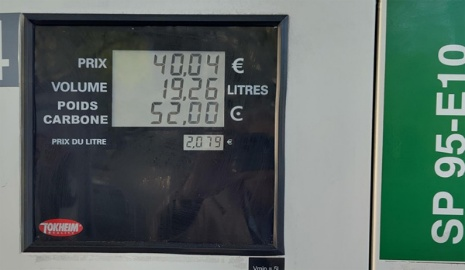 4
PRIX 40,04 €
VOLUME 19,26 LITRES
POIDS CARBONE 52,00 C
PRIX DU LITRE 2,079 €
TOKHEIM
SP 95-E10